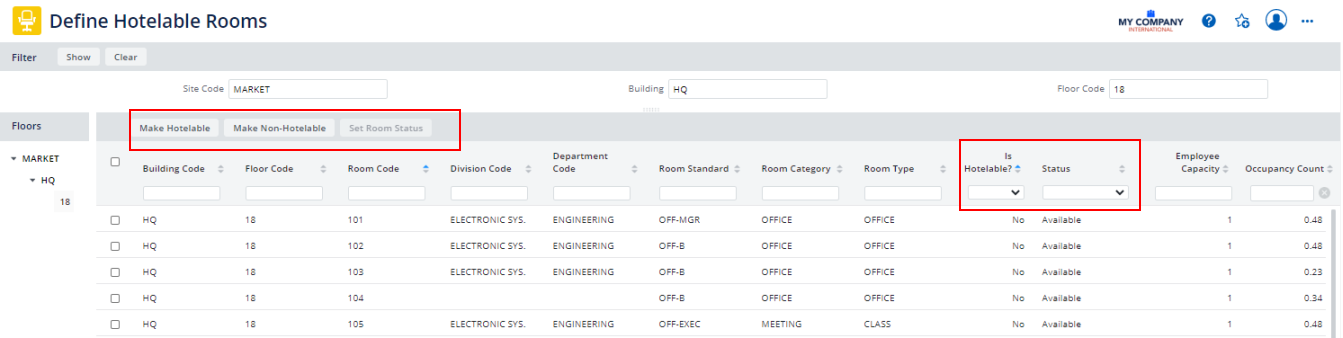 Define Hotelable Rooms
MY COMPANY
INTERNATIONAL
Filter Show Clear
Site Code MARKET Building HQ Floor Code 18
Floors Make Hotelable Make Non-Hotelable Set Room Status
MARKET
HQ
18
Building Code Floor Code Room Code Division Code Department Code Room Standard Room Category Room Type Is Hotelable? Status Employee Capacity Occupancy Count
HQ 18 101 ELECTRONIC SYS. ENGINEERING OFF-MGR OFFICE OFFICE No Available 1 0.48
HQ 18 102 ELECTRONIC SYS. ENGINEERING OFF-B OFFICE OFFICE No Available 1 0.48
HQ 18 103 ELECTRONIC SYS. ENGINEERING OFF-B OFFICE OFFICE No Available 1 0.23
HQ 18 104 OFF-B OFFICE OFFICE No Available 1 0.34
HQ 18 105 ELECTRONIC SYS. ENGINEERING OFF-EXEC MEETING CLASS No Available 1 0.48